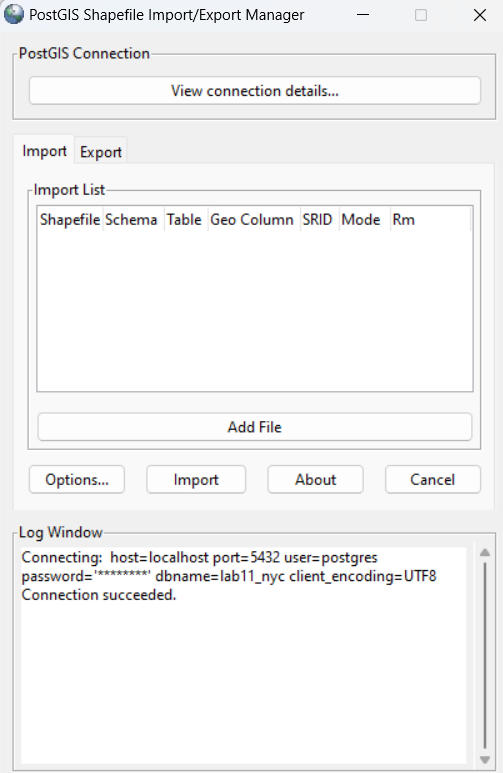 PostGIS Shapefile Import/Export Manager
PostGIS Connection
View connection details...
Import Export
Import List
Shapefile Schema Table Geo Column SRID Mode Rm
Add File
Options... Import About Cancel
Log Window
Connecting:  host=localhost port=5432 user=postgres
password='********' dbname=lab11_nyc client_encoding=UTF8
Connection succeeded.